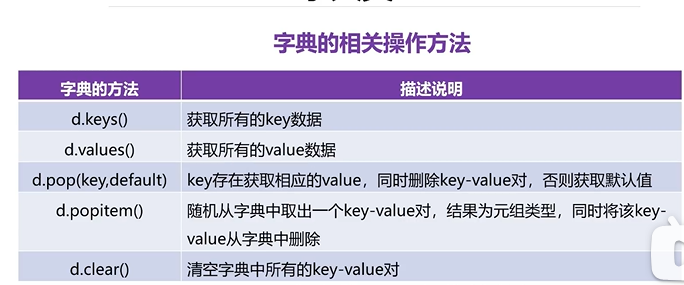 字典的相关操作方法
字典的方法 描述说明
d.keys() 获取所有的key数据
d.values() 获取所有的value数据
d.pop(key,default) key存在获取相应的value，同时删除key-value对，否则获取默认值
d.popitem() 随机从字典中取出一个key-value对，结果为元组类型，同时将该key-
value从字典中删除
d.clear() 清空字典中所有的key-value对